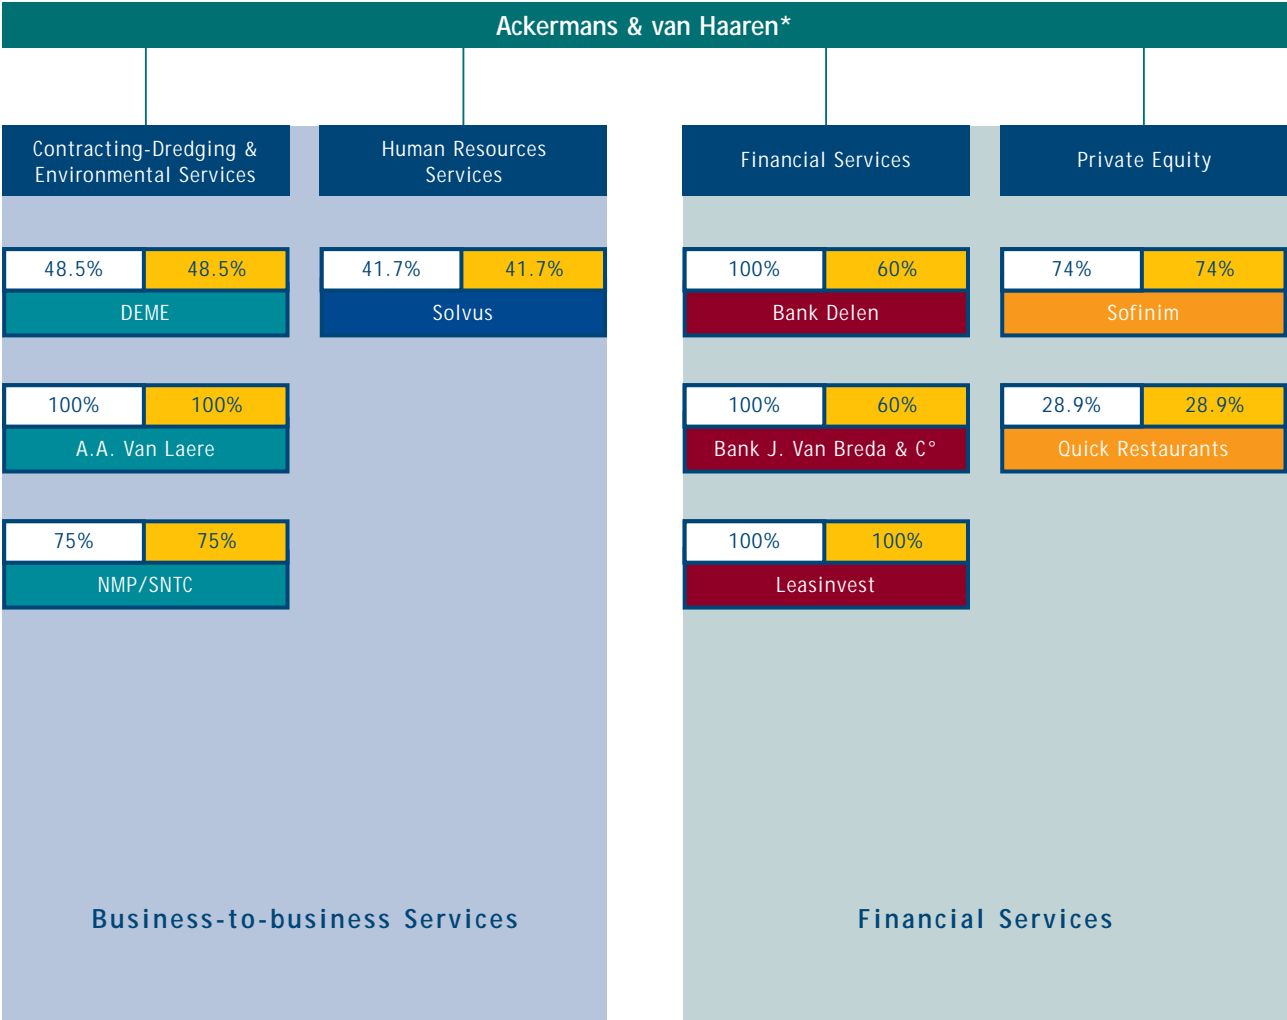 Ackermans & van Haaren*
Contracting-Dredging &
Environmental Services
48.5% 48.5%
DEME
100% 100%
A.A. Van Laere
75% 75%
NMP/SNTC
Human Resources
Services
41.7% 41.7%
Solvus
Business-to-business Services
Financial Services
100% 60%
Bank Delen
100% 60%
Bank J. Van Breda & C°
100% 100%
Leasinvest
Private Equity
74% 74%
Sofinim
28.9% 28.9%
Quick Restaurants
Financial Services